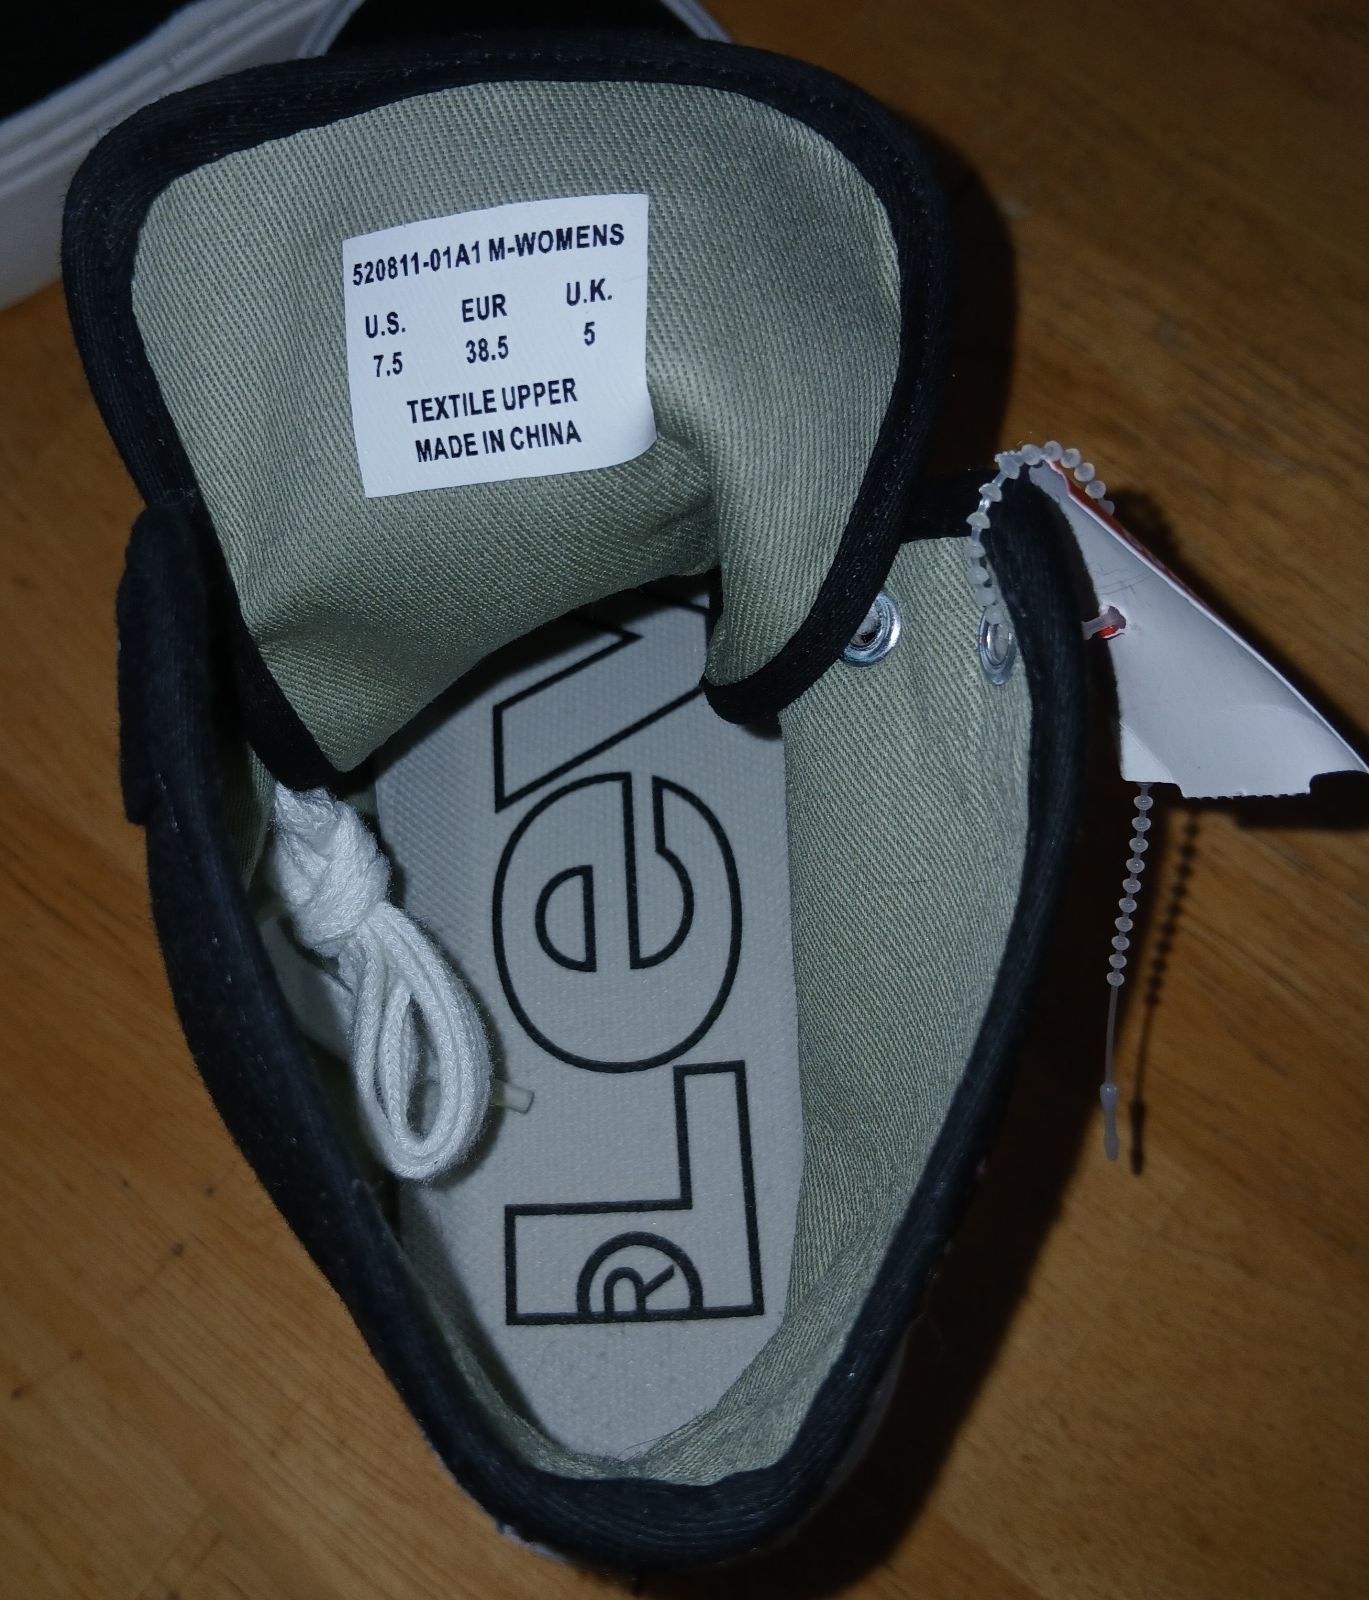 520811-01A1 M-WOMENS
U.S. EUR U.K.
7.5 38.5 5
TEXTILE UPPER
MADE IN CHINA
Lev
®